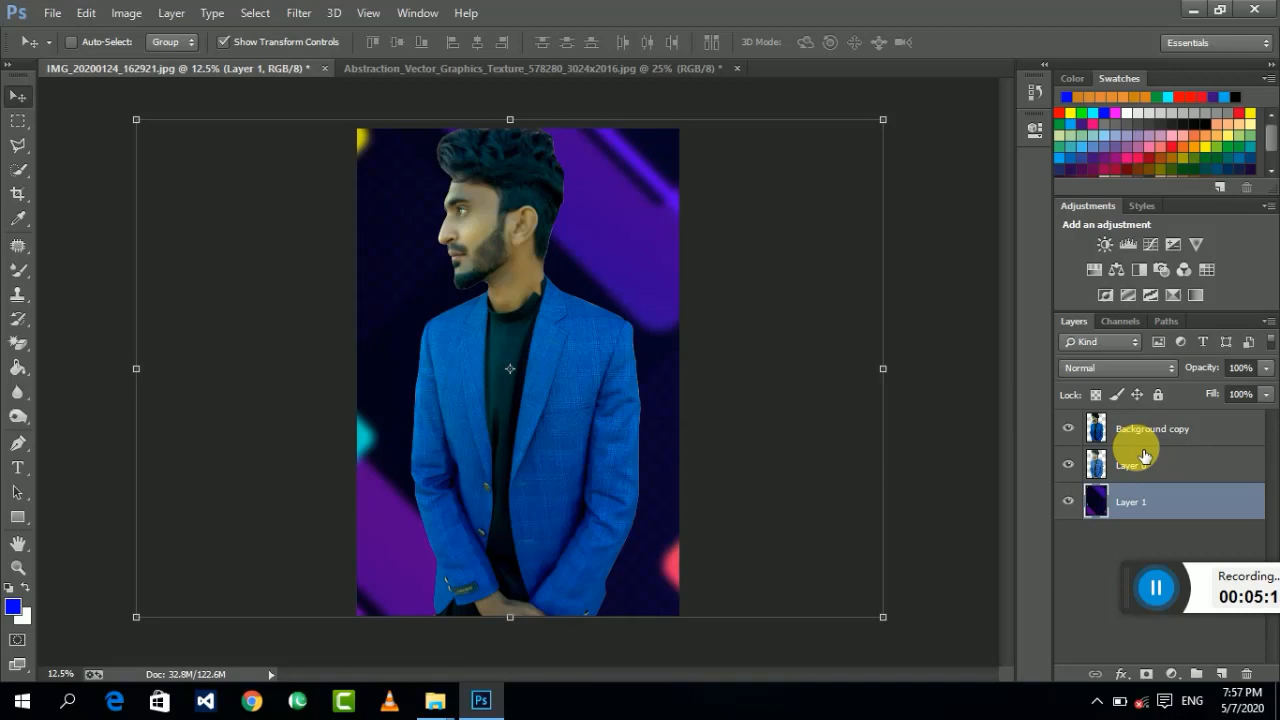 Ps File Edit Image Layer Type Select Filter 3D View Window Help
Auto-Select: Group Show Transform Controls 3D Mode: Essentials
IMG_20200124_162921.jpg @ 12.5% (Layer 1, RGB/8) * × Abstraction_Vector_Graphics_Texture_578280_3024x2016.jpg @ 25% (RGB/8) * ×
Color Swatches
Adjustments Styles
Add an adjustment
Layers Channels Paths
Kind
Normal Opacity: 100%
Lock: Fill: 100%
Background copy
Layer
Layer 1
Recording...
00:05:1
12.5% Doc: 32.8M/122.6M
ENG
7:57 PM
5/7/2020